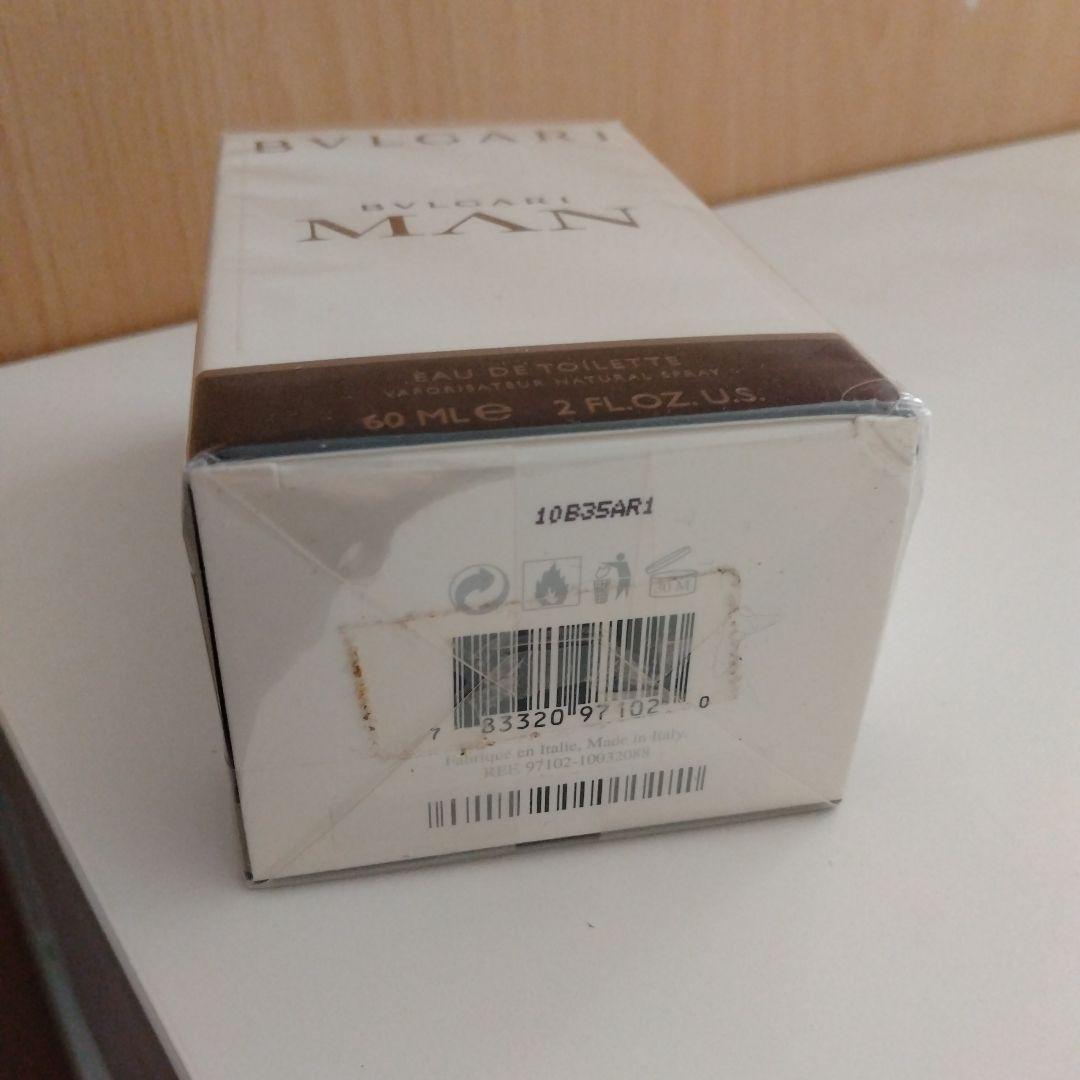 BVLGARI
BVLGARI
MAN
EAU DE TOILETTE
VAPORISATEUR NATURAL SPRAY
60 ML e 2 FL.OZ.U.S.
10B35AR1
30 M
7 83320 97102 0
Fabriqué en Italie, Made in Italy.
REF. 97102-10032088